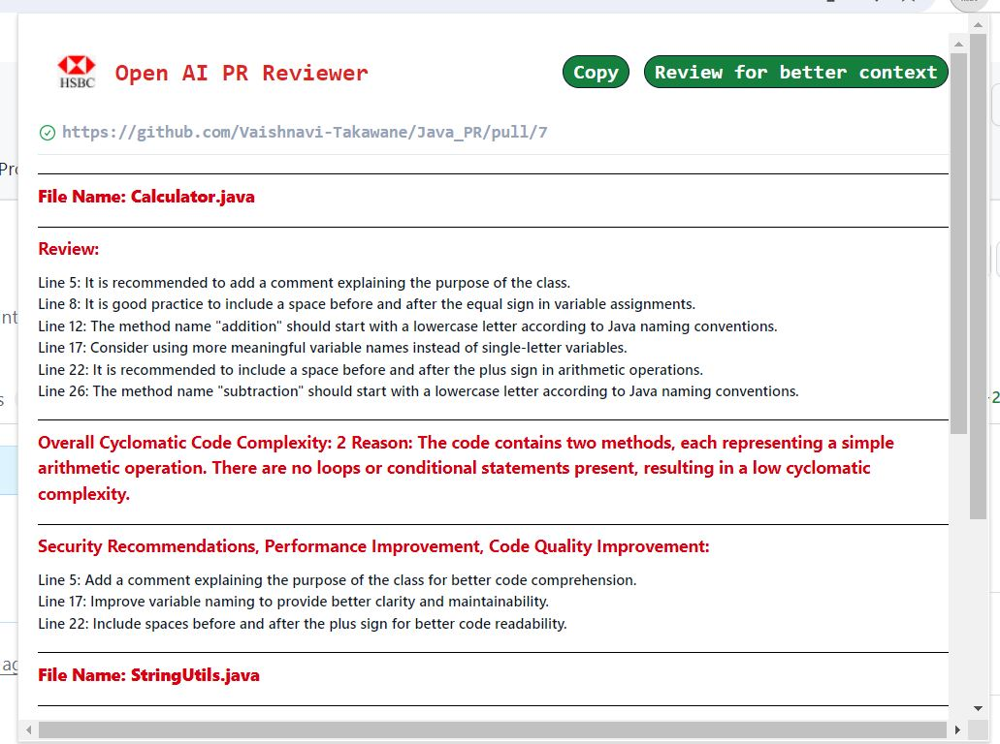 HSBC
Open AI PR Reviewer
Copy
Review for better context
https://github.com/Vaishnavi-Takawane/Java_PR/pull/7
File Name: Calculator.java
Review:
Line 5: It is recommended to add a comment explaining the purpose of the class.
Line 8: It is good practice to include a space before and after the equal sign in variable assignments.
Line 12: The method name "addition" should start with a lowercase letter according to Java naming conventions.
Line 17: Consider using more meaningful variable names instead of single-letter variables.
Line 22: It is recommended to include a space before and after the plus sign in arithmetic operations.
Line 26: The method name "subtraction" should start with a lowercase letter according to Java naming conventions.
Overall Cyclomatic Code Complexity: 2 Reason: The code contains two methods, each representing a simple
arithmetic operation. There are no loops or conditional statements present, resulting in a low cyclomatic
complexity.
Security Recommendations, Performance Improvement, Code Quality Improvement:
Line 5: Add a comment explaining the purpose of the class for better code comprehension.
Line 17: Improve variable naming to provide better clarity and maintainability.
Line 22: Include spaces before and after the plus sign for better code readability.
File Name: StringUtils.java